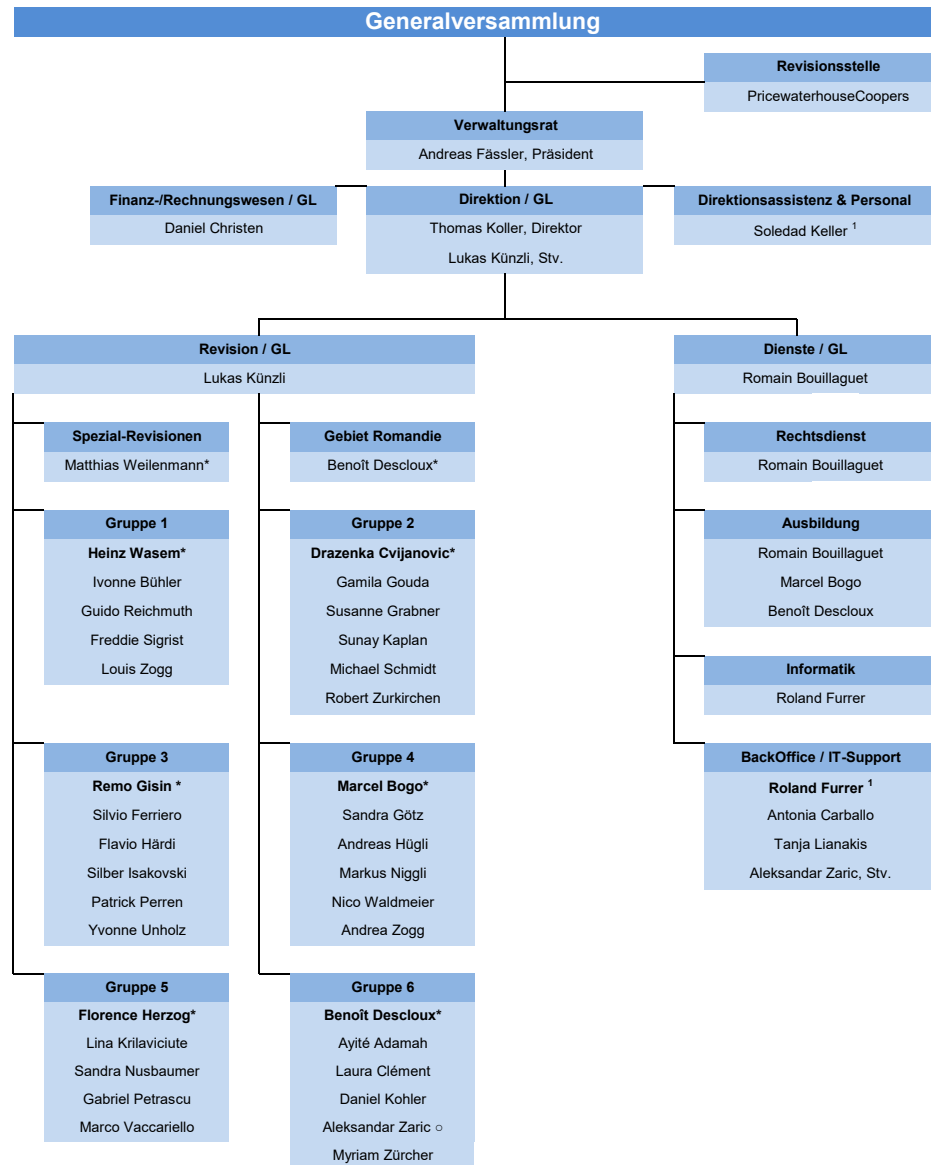 Generalversammlung
Revisionsstelle
PricewaterhouseCoopers
Verwaltungsrat
Andreas Fässler, Präsident
Finanz-/Rechnungswesen / GL
Daniel Christen
Direktion / GL
Thomas Koller, Direktor
Lukas Künzli, Stv.
Direktionsassistenz & Personal
Soledad Keller ¹
Revision / GL
Lukas Künzli
Dienste / GL
Romain Bouillaguet
Spezial-Revisionen
Matthias Weilenmann*
Gebiet Romandie
Benoît Descloux*
Rechtsdienst
Romain Bouillaguet
Gruppe 1
Heinz Wasem*
Ivonne Bühler
Guido Reichmuth
Freddie Sigrist
Louis Zogg
Gruppe 2
Drazenka Cvijanovic*
Gamila Gouda
Susanne Grabner
Sunay Kaplan
Michael Schmidt
Robert Zurkirchen
Ausbildung
Romain Bouillaguet
Marcel Bogo
Benoît Descloux
Informatik
Roland Furrer
Gruppe 3
Remo Gisin *
Silvio Ferriero
Flavio Härdi
Silber Isakovski
Patrick Perren
Yvonne Unholz
Gruppe 4
Marcel Bogo*
Sandra Götz
Andreas Hügli
Markus Niggli
Nico Waldmeier
Andrea Zogg
BackOffice / IT-Support
Roland Furrer ¹
Antonia Carballo
Tanja Lianakis
Aleksandar Zaric, Stv.
Gruppe 5
Florence Herzog*
Lina Krilaviciute
Sandra Nusbaumer
Gabriel Petrascu
Marco Vaccariello
Gruppe 6
Benoît Descloux*
Ayité Adamah
Laura Clément
Daniel Kohler
Aleksandar Zaric ○
Myriam Zürcher